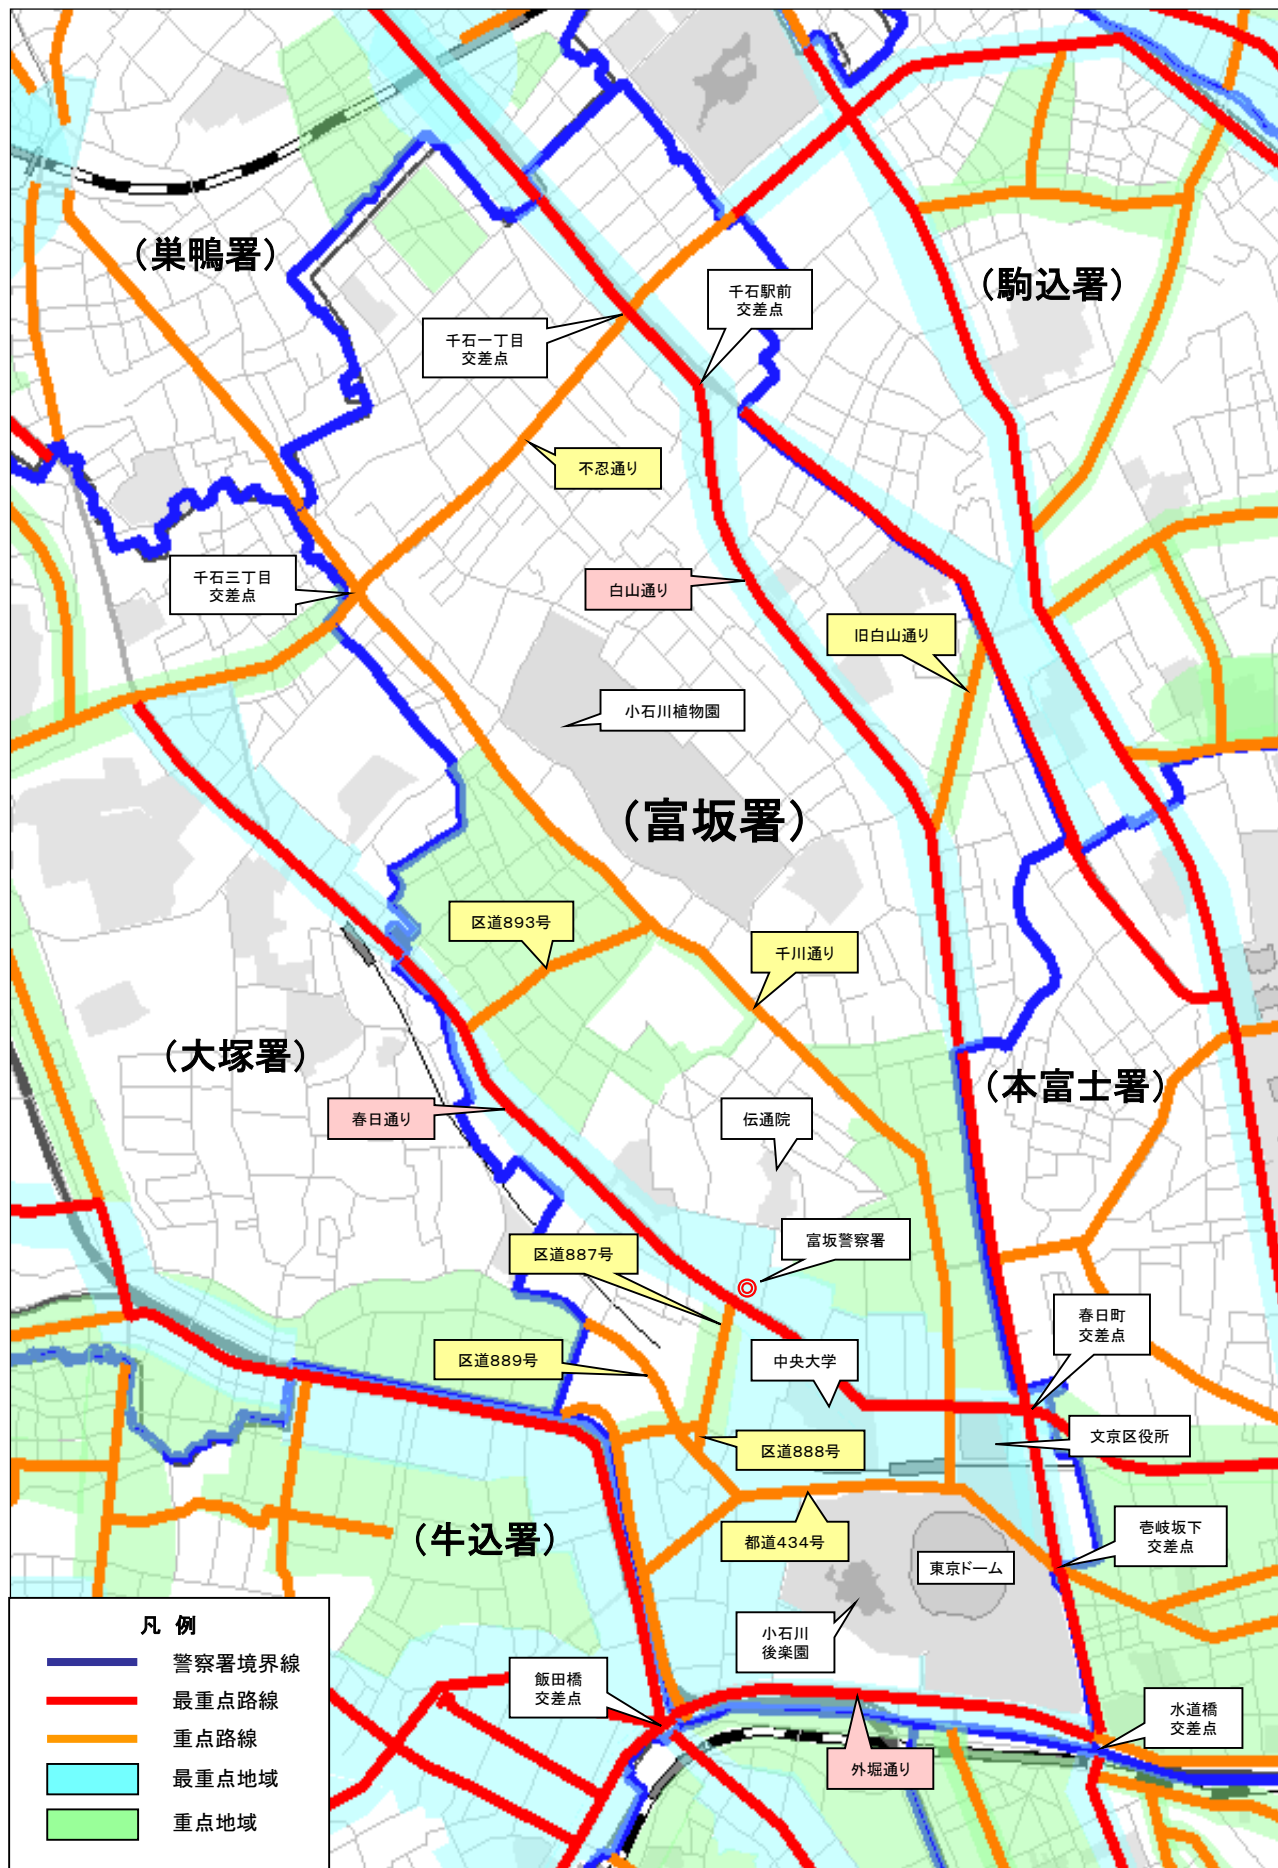 (巣鴨署)
(駒込署)
千石駅前
交差点
千石一丁目
交差点
不忍通り
千石三丁目
交差点
白山通り
旧白山通り
小石川植物園
(富坂署)
区道893号
千川通り
(大塚署)
(本富士署)
春日通り
伝通院
富坂警察署
区道887号
春日町
交差点
区道889号
中央大学
文京区役所
区道888号
(牛込署)
都道434号
壱岐坂下
交差点
東京ドーム
小石川
後楽園
飯田橋
交差点
水道橋
交差点
外堀通り
凡 例
警察署境界線
最重点路線
重点路線
最重点地域
重点地域